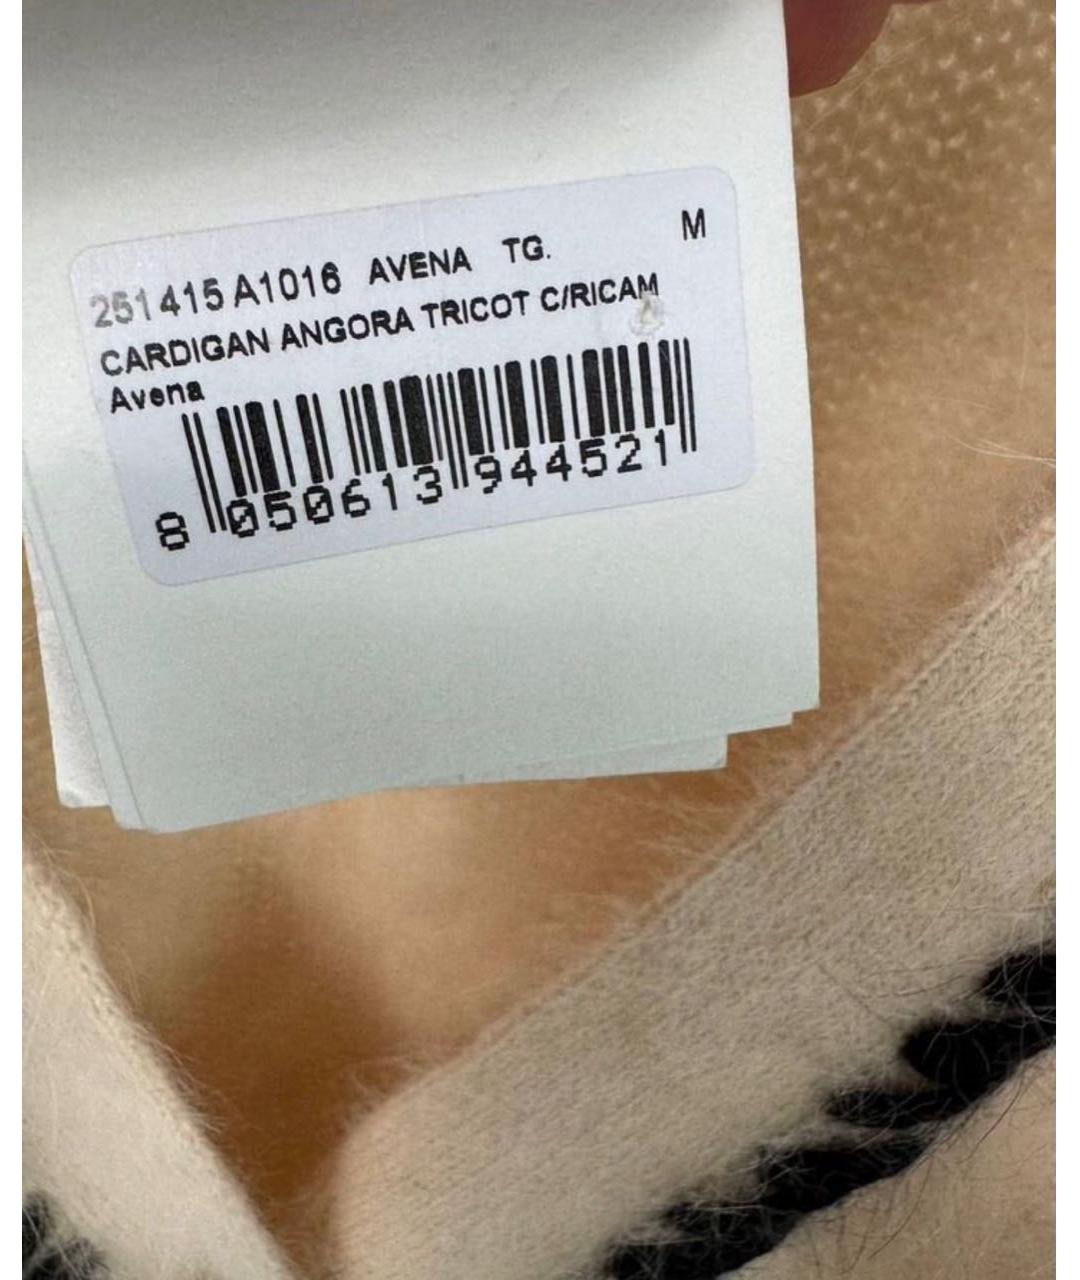 251415 A1016 AVENA TG. M
CARDIGAN ANGORA TRICOT C/RICAM
Avena
8 050613 944521